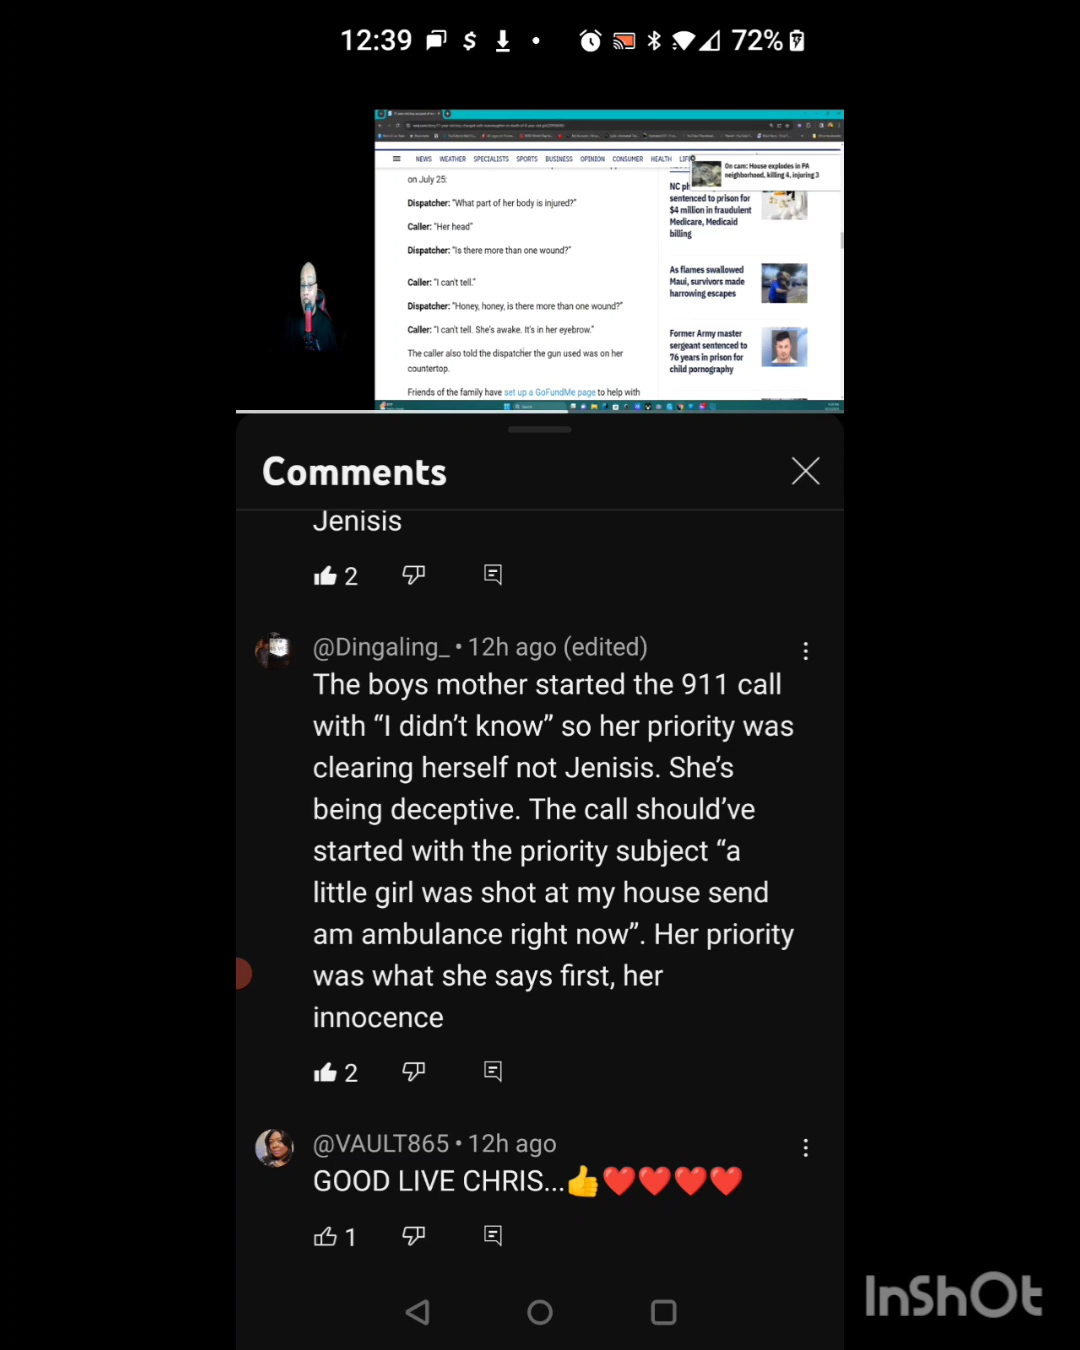 12:39
72%
NEWS WEATHER SPECIALISTS SPORTS BUSINESS OPINION CONSUMER HEALTH
On cam: House explodes in PA
neighborhood, killing 4, injuring 3
on July 25:
Dispatcher: "What part of her body is injured?"
Caller: "Her head"
Dispatcher: "Is there more than one wound?"
Caller: "I can't tell."
Dispatcher: "Honey, honey, is there more than one wound?"
Caller: "I can't tell. She's awake. It's in her eyebrow."
The caller also told the dispatcher the gun used was on her
countertop.
Friends of the family have set up a GoFundMe page to help with
NC
sentenced to prison for
$4 million in fraudulent
Medicare, Medicaid
billing
As flames swallowed
Maui, survivors made
harrowing escapes
Former Army master
sergeant sentenced to
76 years in prison for
child pornography
Comments
Jenisis
2
@Dingaling_ • 12h ago (edited)
The boys mother started the 911 call
with “I didn’t know” so her priority was
clearing herself not Jenisis. She’s
being deceptive. The call should’ve
started with the priority subject “a
little girl was shot at my house send
am ambulance right now”. Her priority
was what she says first, her
innocence
2
@VAULT865 • 12h ago
GOOD LIVE CHRIS...👍❤️❤️❤️❤️
1
InShOt